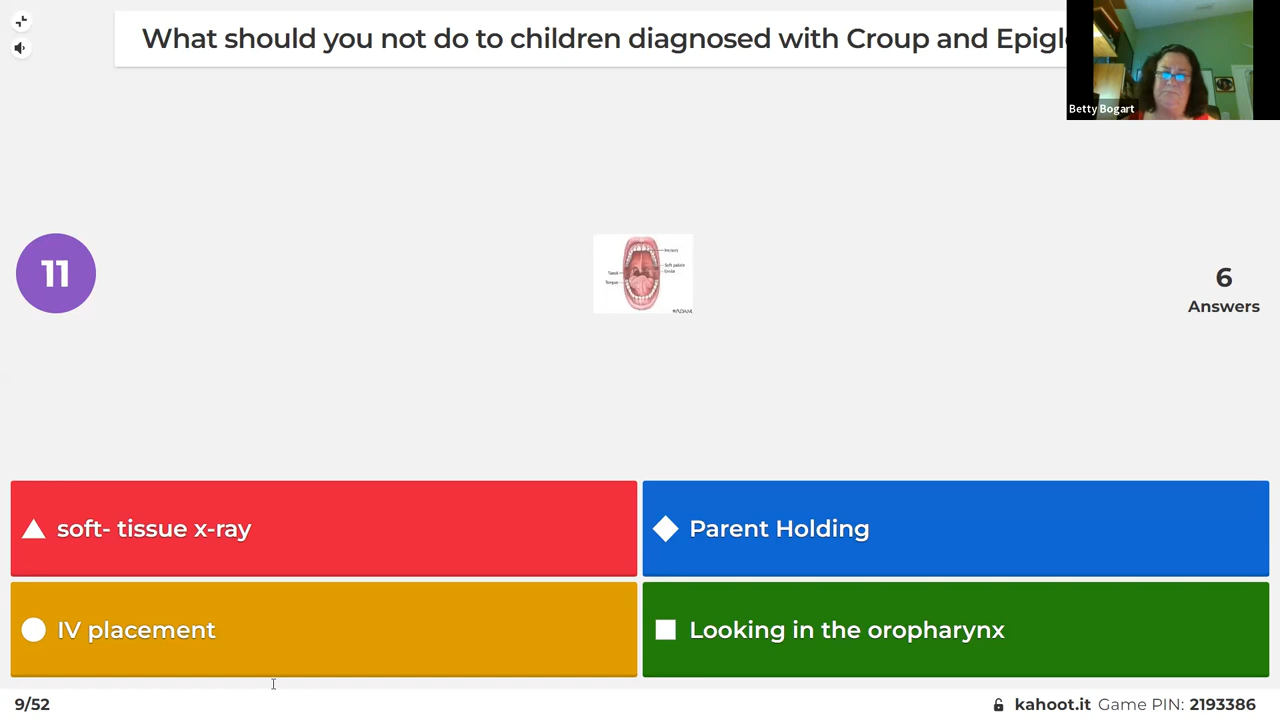 What should you not do to children diagnosed with Croup and
Betty Bogart
11
6
Answers
Tongue
soft- tissue x-ray
Parent Holding
IV placement
Looking in the oropharynx
9/52
kahoot.it Game PIN: 2193386